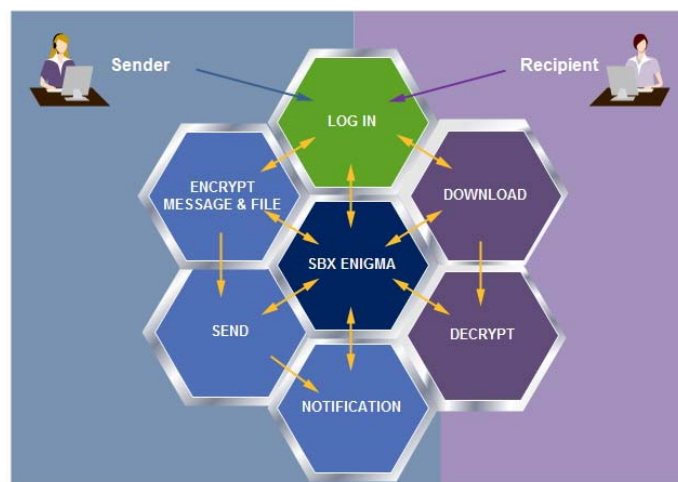 Sender
Recipient
LOG IN
ENCRYPT
MESSAGE & FILE
DOWNLOAD
SBX ENIGMA
SEND
DECRYPT
NOTIFICATION